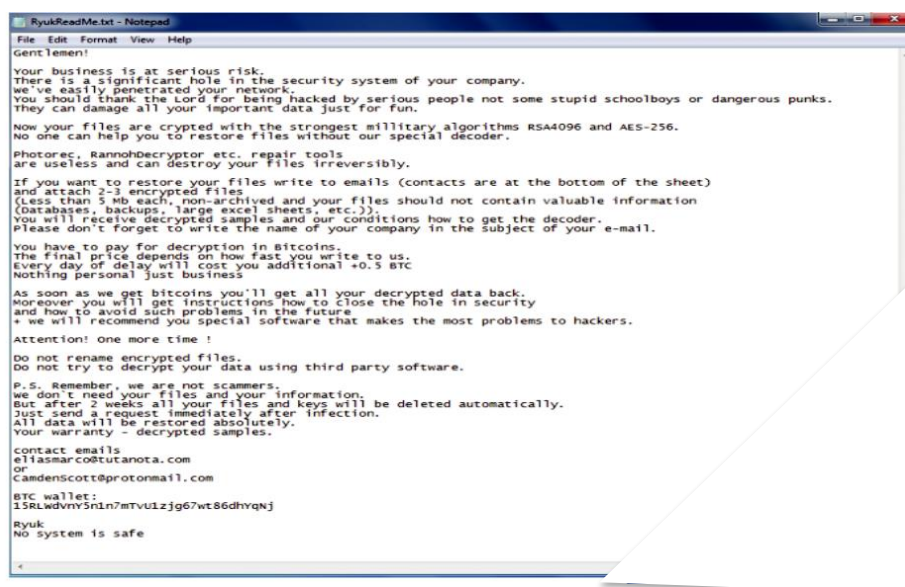 RyukReadMe.txt - Notepad
File Edit Format View Help
Gentlemen!
Your business is at serious risk.
There is a significant hole in the security system of your company.
we've easily penetrated your network.
You should thank the Lord for being hacked by serious people not some stupid schoolboys or dangerous punks.
They can damage all your important data just for fun.
Now your files are crypted with the strongest millitary algorithms RSA4096 and AES-256.
No one can help you to restore files without our special decoder.
Photorec, RannohDecryptor etc. repair tools
are useless and can destroy your files irreversibly.
If you want to restore your files write to emails (contacts are at the bottom of the sheet)
and attach 2-3 encrypted files
(Less than 5 Mb each, non-archived and your files should not contain valuable information
(Databases, backups, large excel sheets, etc.)).
You will receive decrypted samples and our conditions how to get the decoder.
Please don't forget to write the name of your company in the subject of your e-mail.
You have to pay for decryption in Bitcoins.
The final price depends on how fast you write to us.
Every day of delay will cost you additional +0.5 BTC
Nothing personal just business
As soon as we get bitcoins you'll get all your decrypted data back.
Moreover you will get instructions how to close the hole in security
and how to avoid such problems in the future
+ we will recommend you special software that makes the most problems to hackers.
Attention! One more time !
Do not rename encrypted files.
Do not try to decrypt your data using third party software.
P.S. Remember, we are not scammers.
we don't need your files and your information.
But after 2 weeks all your files and keys will be deleted automatically.
Just send a request immediately after infection.
All data will be restored absolutely.
Your warranty - decrypted samples.
contact emails
eliasmarco@tutanota.com
or
CamdenScott@protonmail.com
BTC wallet:
15RLWdVnY5n1n7mTvU1zjg67wt86dhYqNj
Ryuk
No system is safe